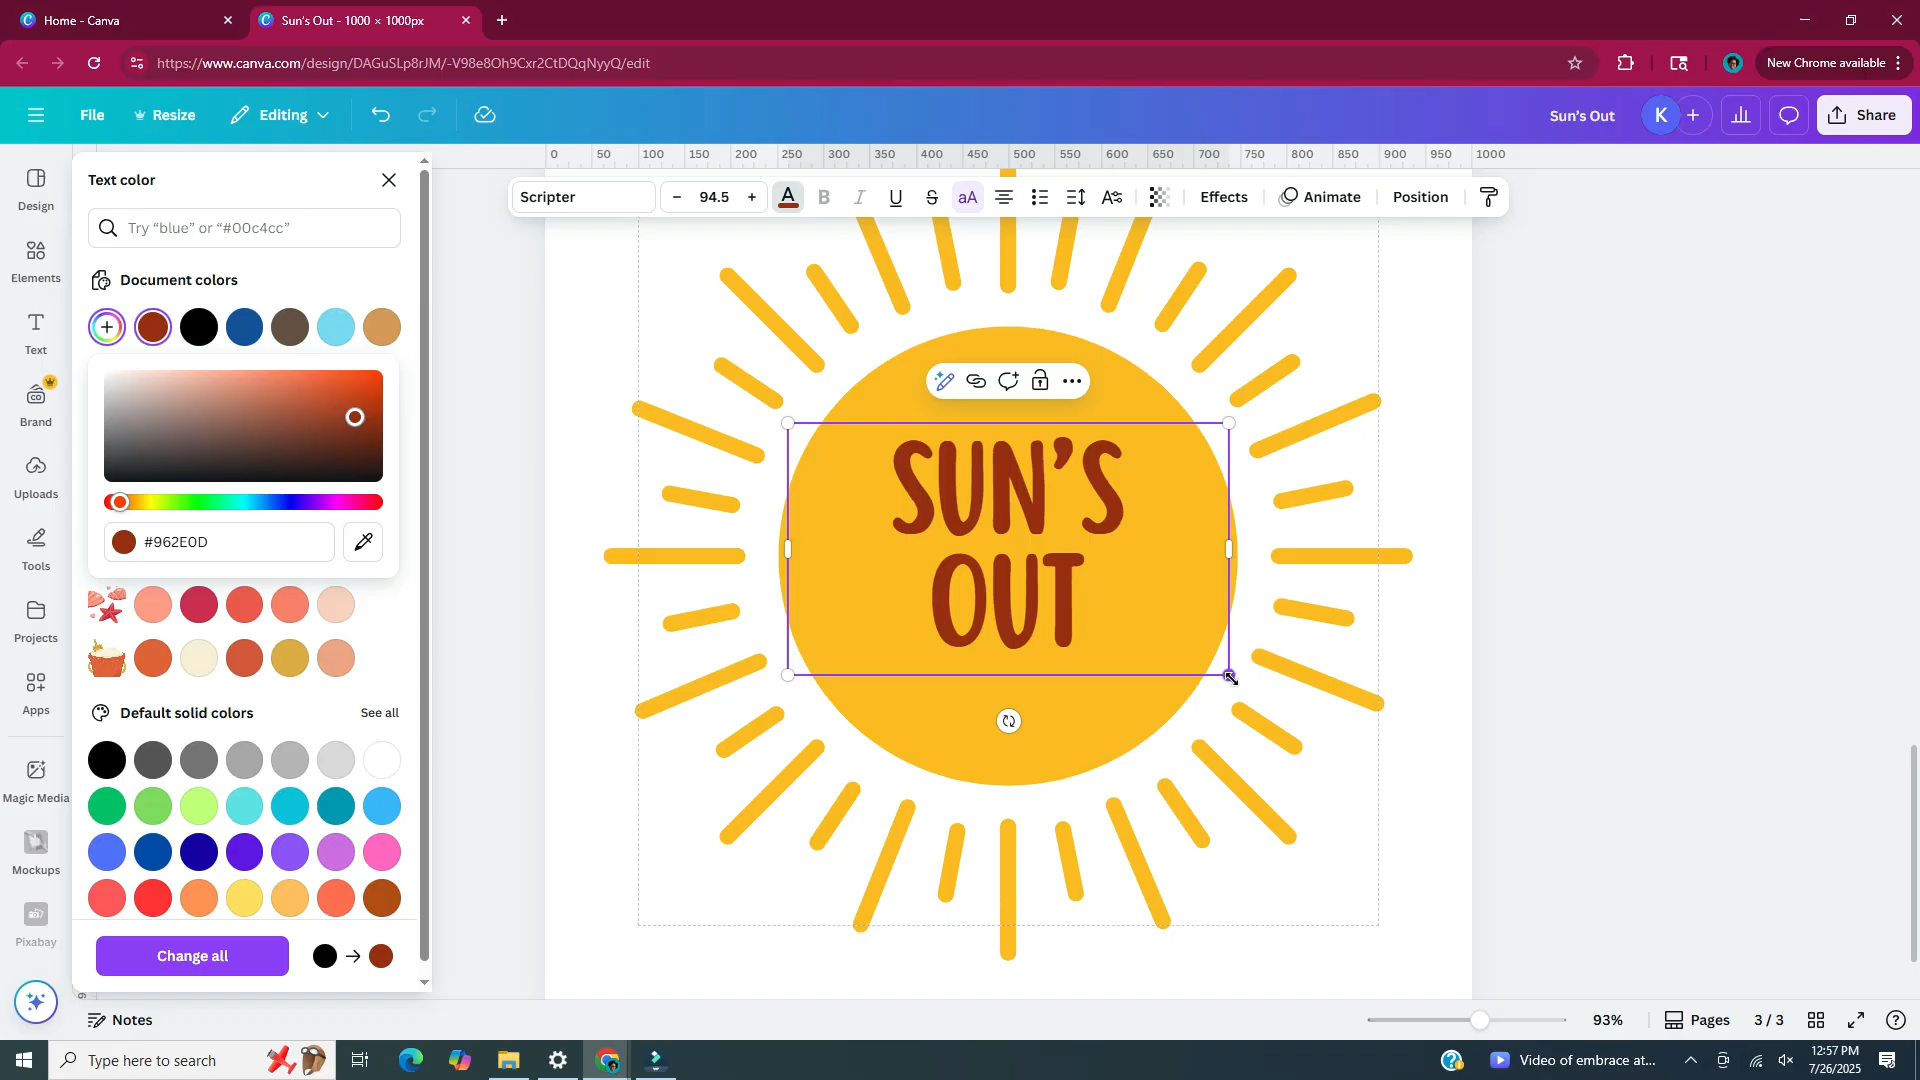 Home - Canva
Sun's Out - 1000 × 1000px
https://www.canva.com/design/DAGuSLp8rJM/-V98e8Oh9Cxr2CtDQqNyyQ/edit
New Chrome available
File
Resize
Editing
Sun's Out
K
Share
0 50 100 150 200 250 300 350 400 450 500 550 600 650 700 750 800 850 900 950 1000
Design
Elements
Text
Brand
Uploads
Tools
Projects
Apps
Magic Media
Mockups
Pixabay
Text color
Try “blue” or “#00c4cc”
Document colors
#962E0D
Default solid colors
See all
Change all
Scripter
94.5
A B I U S aA
Effects
Animate
Position
SUN'S
OUT
Notes
93%
Pages
3 / 3
Type here to search
Video of embrace at...
12:57 PM
7/26/2025